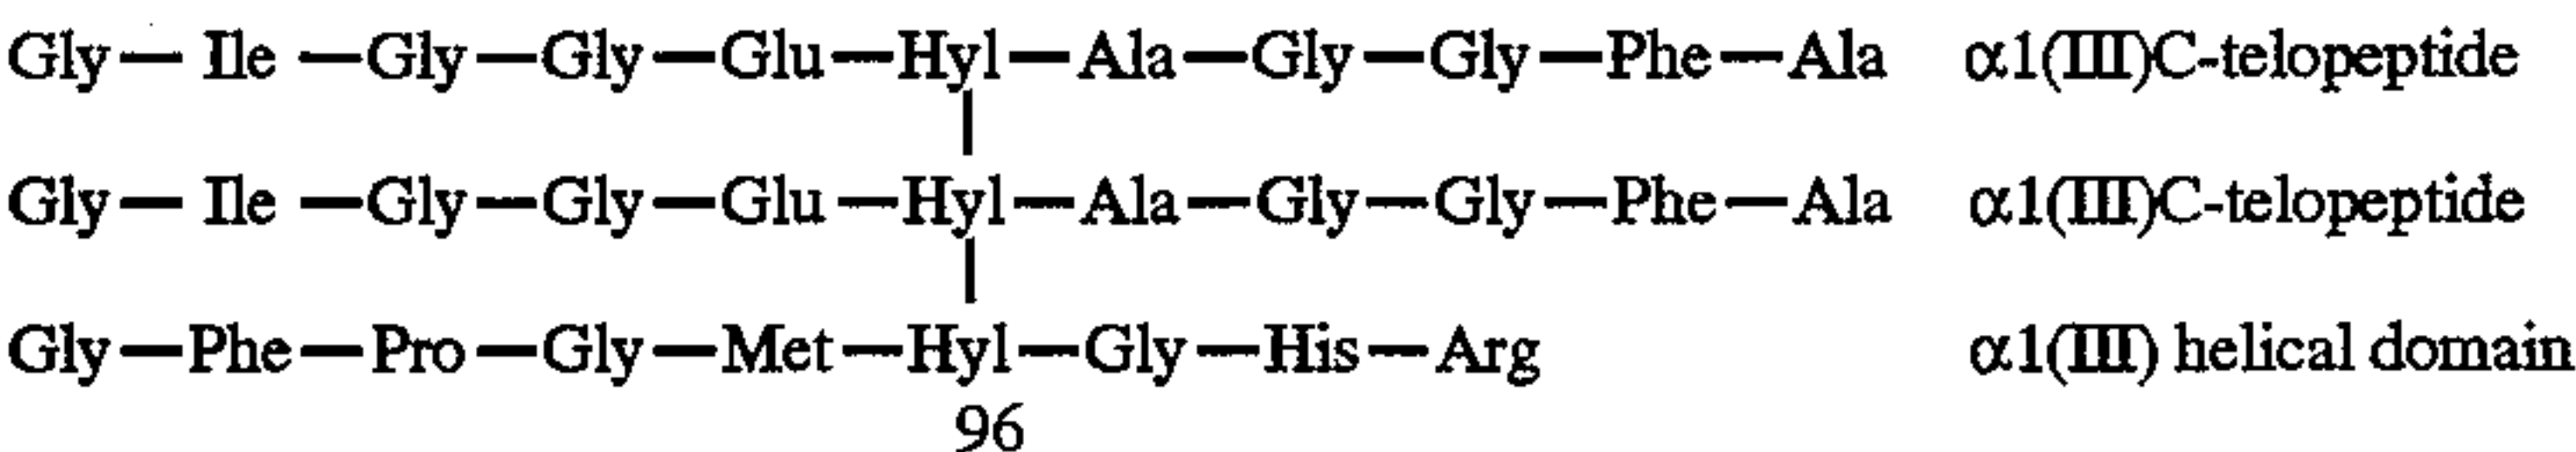 Gly—Ile—Gly—Gly—Glu—Hyl—Ala—Gly—Gly—Phe—Ala α1(III)C-telopeptide
Gly—Ile—Gly—Gly—Glu—Hyl—Ala—Gly—Gly—Phe—Ala α1(III)C-telopeptide
Gly—Phe—Pro—Gly—Met—Hyl—Gly—His—Arg α1(III) helical domain
96